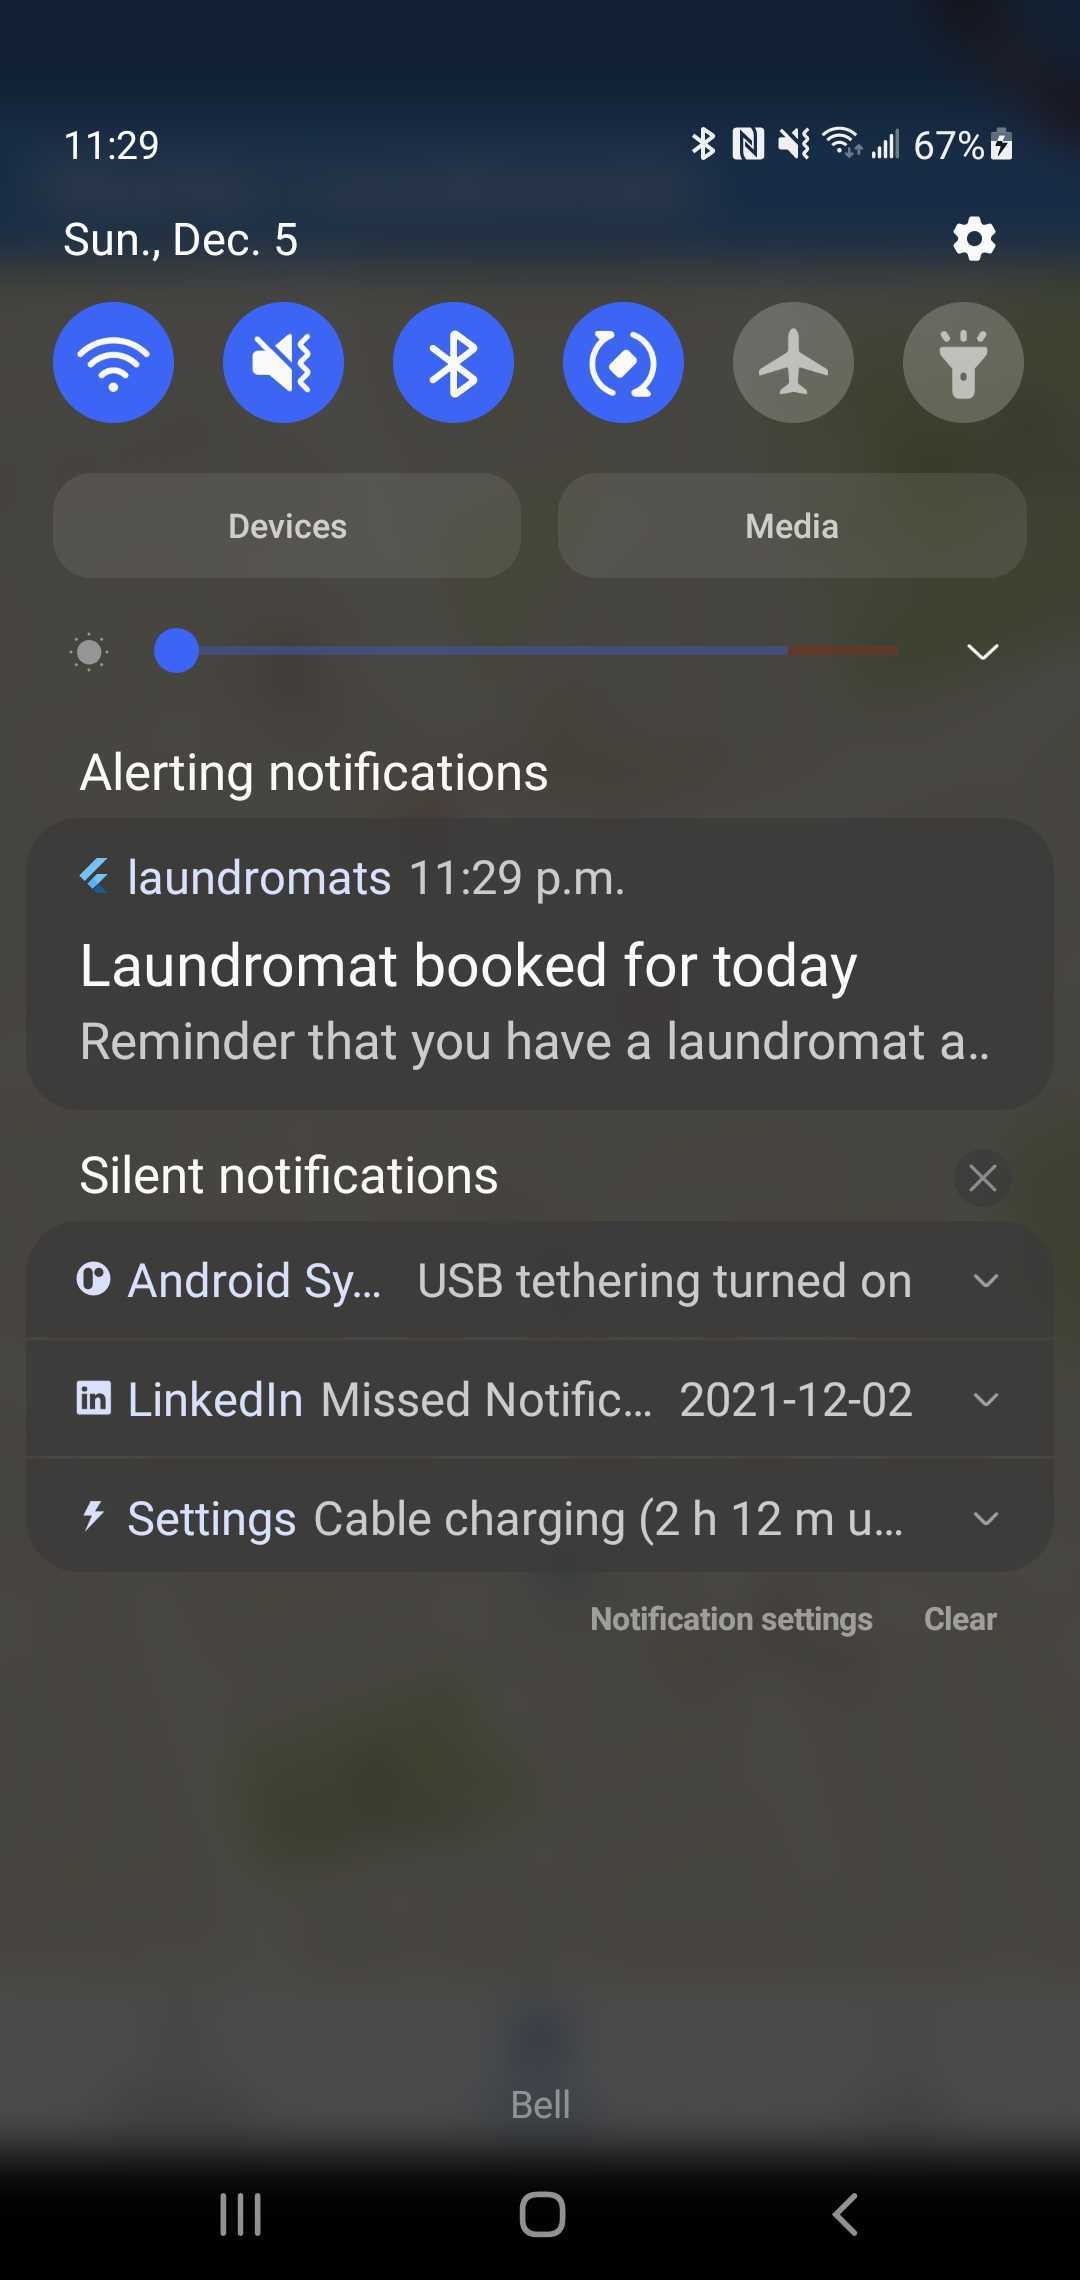 11:29
67%
Sun., Dec. 5
Devices
Media
Alerting notifications
laundromats 11:29 p.m.
Laundromat booked for today
Reminder that you have a laundromat a..
Silent notifications
Android Sy... USB tethering turned on
LinkedIn Missed Notific... 2021-12-02
Settings Cable charging (2 h 12 m u...
Notification settings Clear
Bell